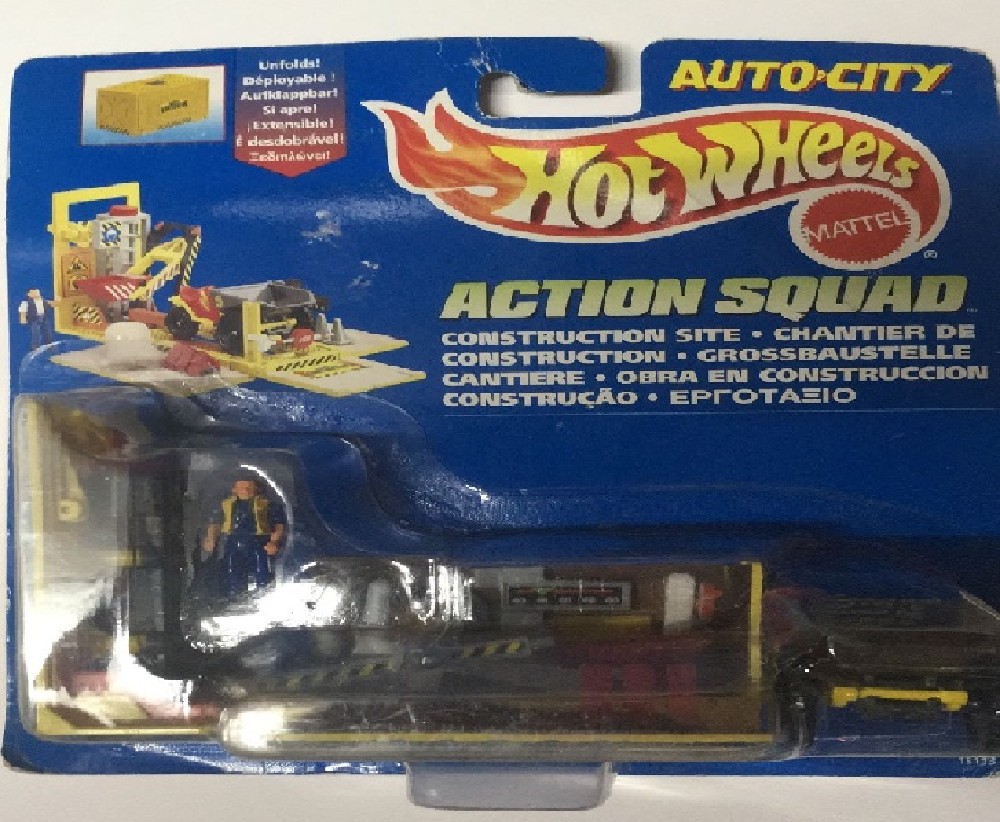 Unfolds!
Déployable !
Aufklappbar!
Si apre!
¡Extensible!
É desdobrável!
Ξεδιπλώνει!
AUTO•CITY
HOT WHEELS
MATTEL
®
ACTION SQUAD
CONSTRUCTION SITE • CHANTIER DE
CONSTRUCTION • GROSSBAUSTELLE
CANTIERE • OBRA EN CONSTRUCCION
CONSTRUÇÃO • ΕΡΓΟΤΑΞΙΟ